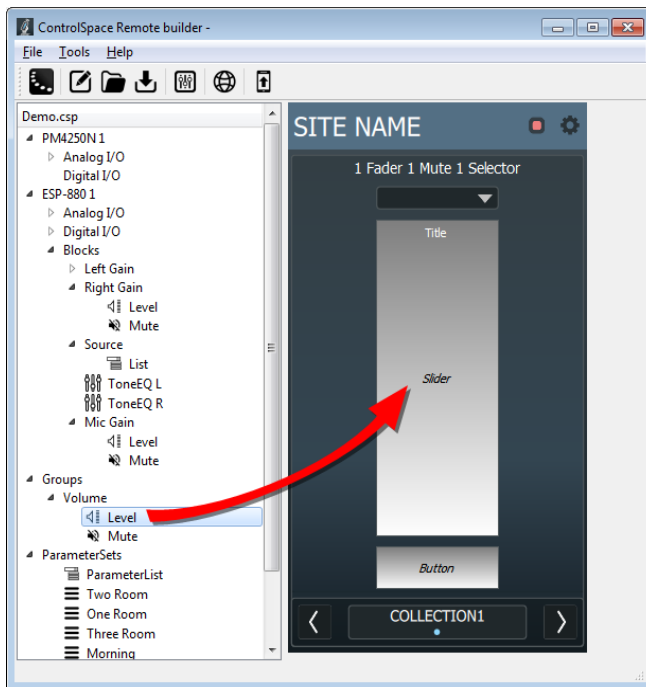 ControlSpace Remote builder -
File Tools Help
Demo.csp
PM4250N 1
Analog I/O
Digital I/O
ESP-880 1
Analog I/O
Digital I/O
Blocks
Left Gain
Right Gain
Level
Mute
Source
List
ToneEQ L
ToneEQ R
Mic Gain
Level
Mute
Groups
Volume
Level
Mute
ParameterSets
ParameterList
Two Room
One Room
Three Room
Morning
SITE NAME
1 Fader 1 Mute 1 Selector
Title
Slider
Button
COLLECTION1